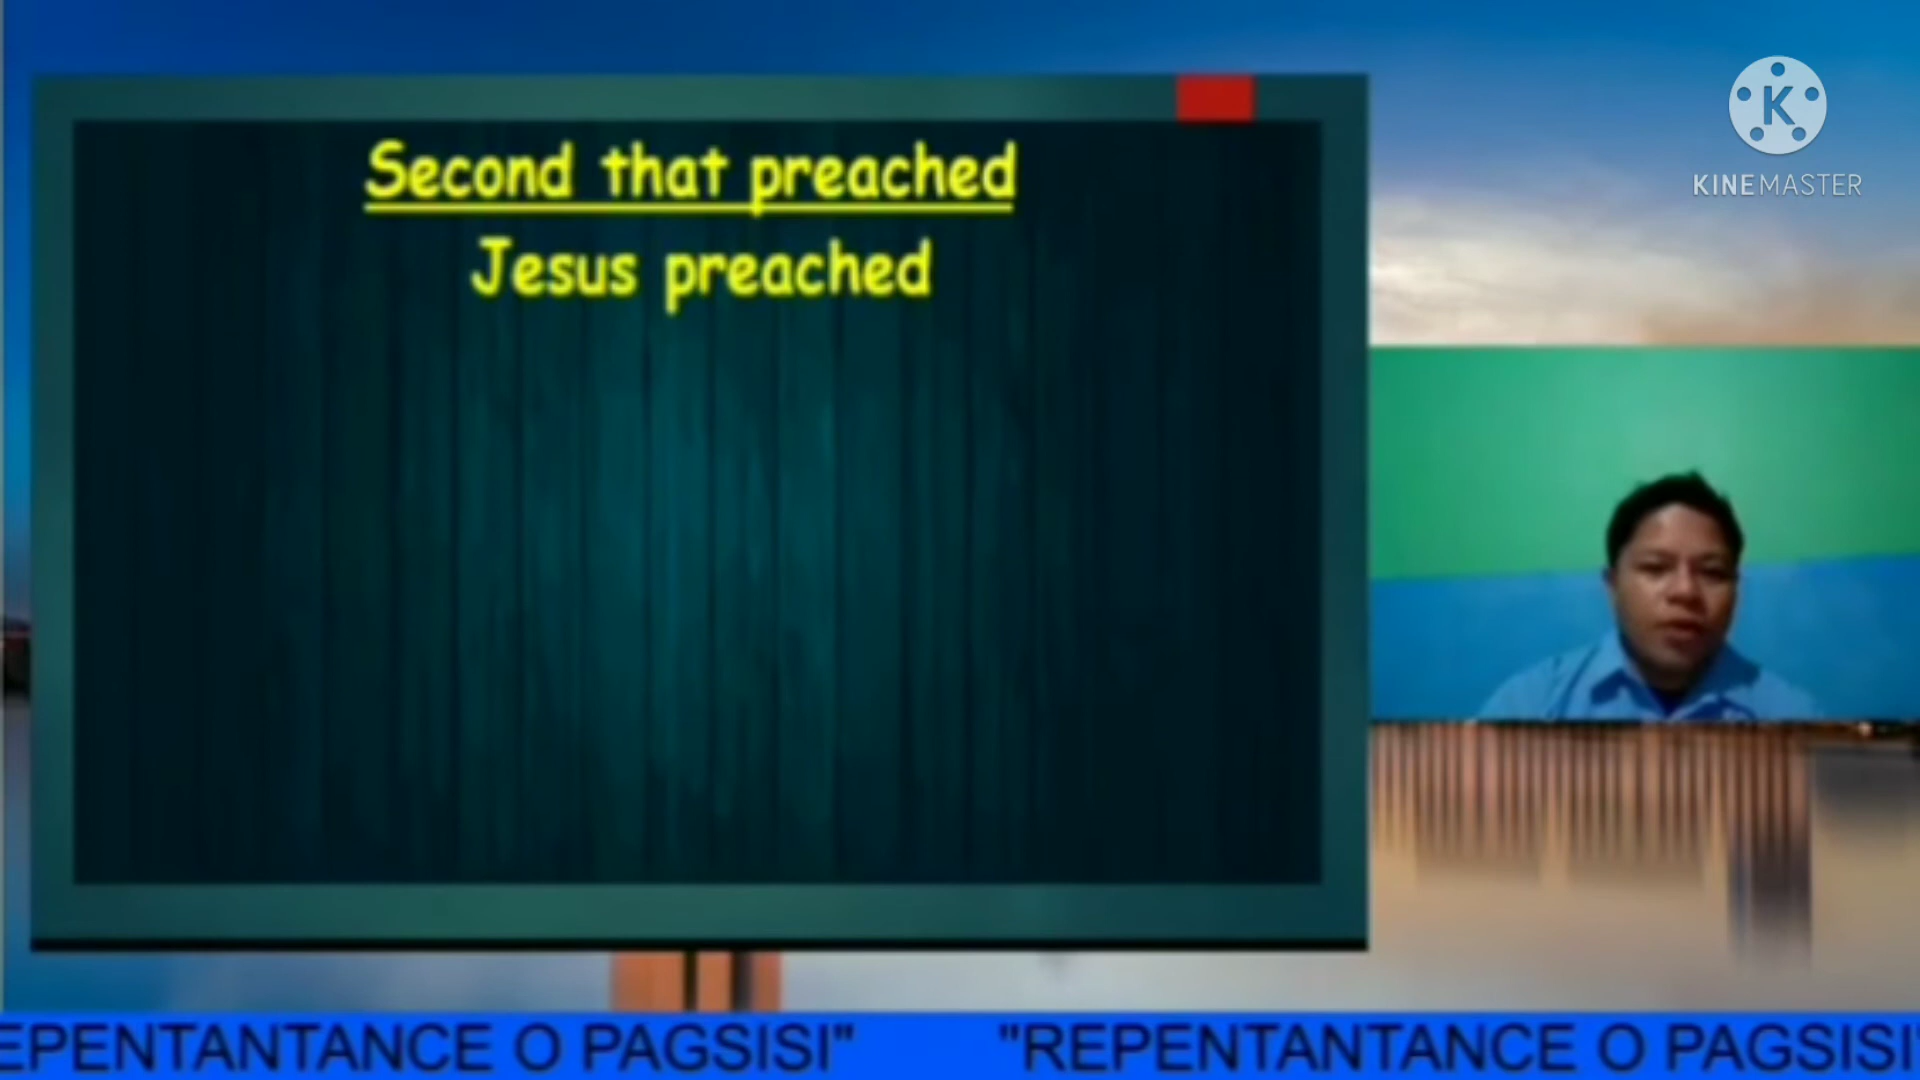 Second that preached
Jesus preached
KINEMASTER
EPENTANTANCE O PAGSISI" "REPENTANTANCE O PAGSISI